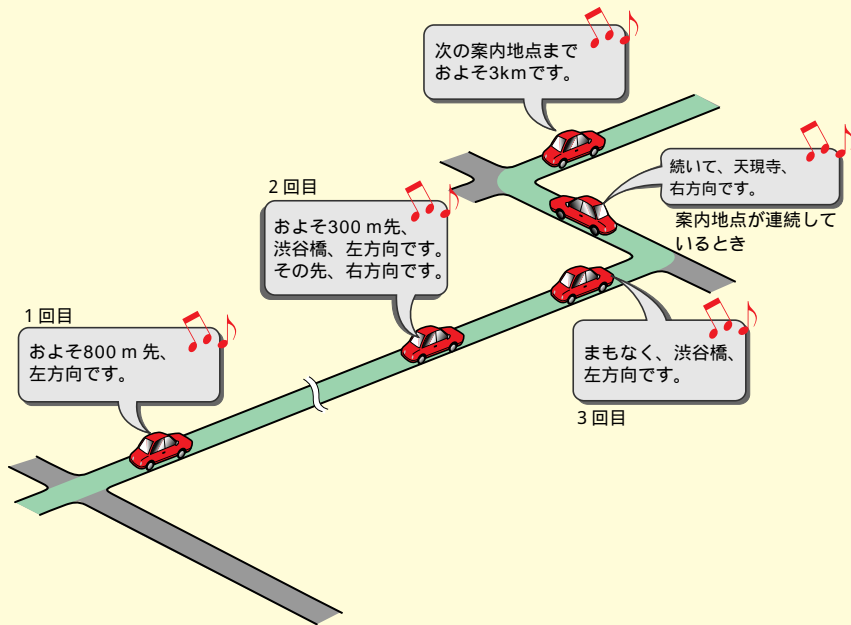 次の案内地点まで
およそ3kmです。
続いて、天現寺、
右方向です。
案内地点が連続して
いるとき
2回目
およそ300 m先、
渋谷橋、左方向です。
その先、右方向です。
1回目
およそ800 m 先、
左方向です。
まもなく、渋谷橋、
左方向です。
3回目